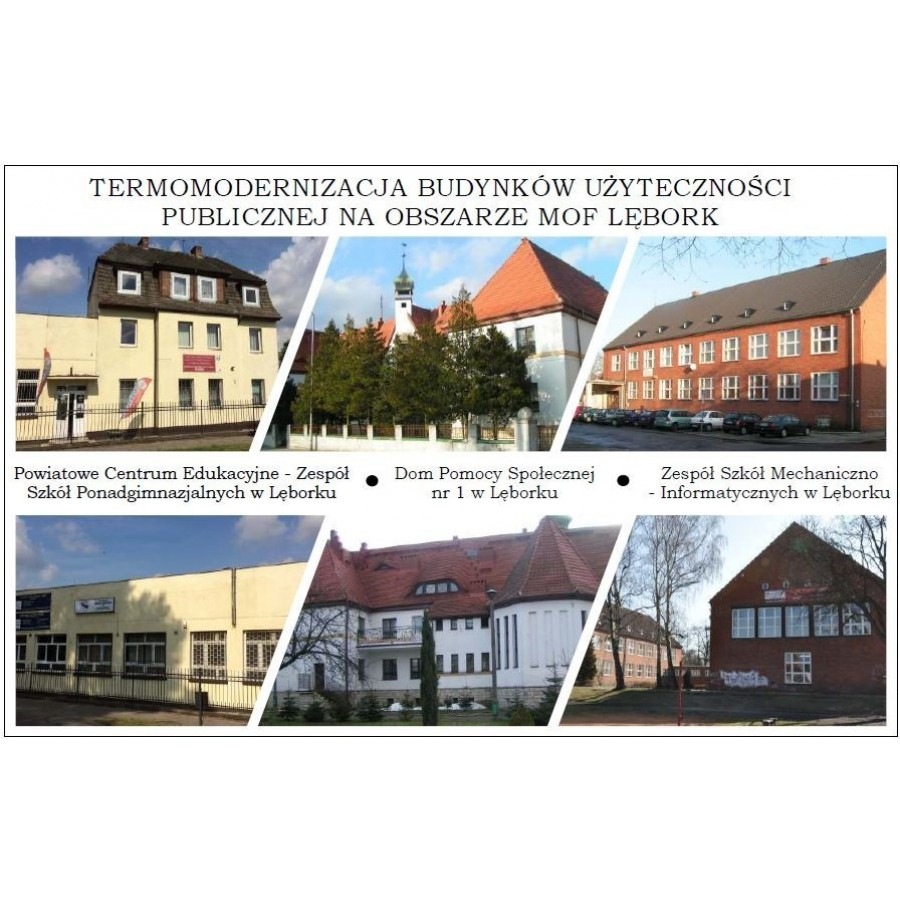 TERMOMODERNIZACJA BUDYNKÓW UŻYTECZNOŚCI
PUBLICZNEJ NA OBSZARZE MOF LĘBORK
Powiatowe Centrum Edukacyjne - Zespół
Szkół Ponadgimnazjalnych w Lęborku
Dom Pomocy Społecznej
nr 1 w Lęborku
Zespół Szkół Mechaniczno
- Informatycznych w Lęborku